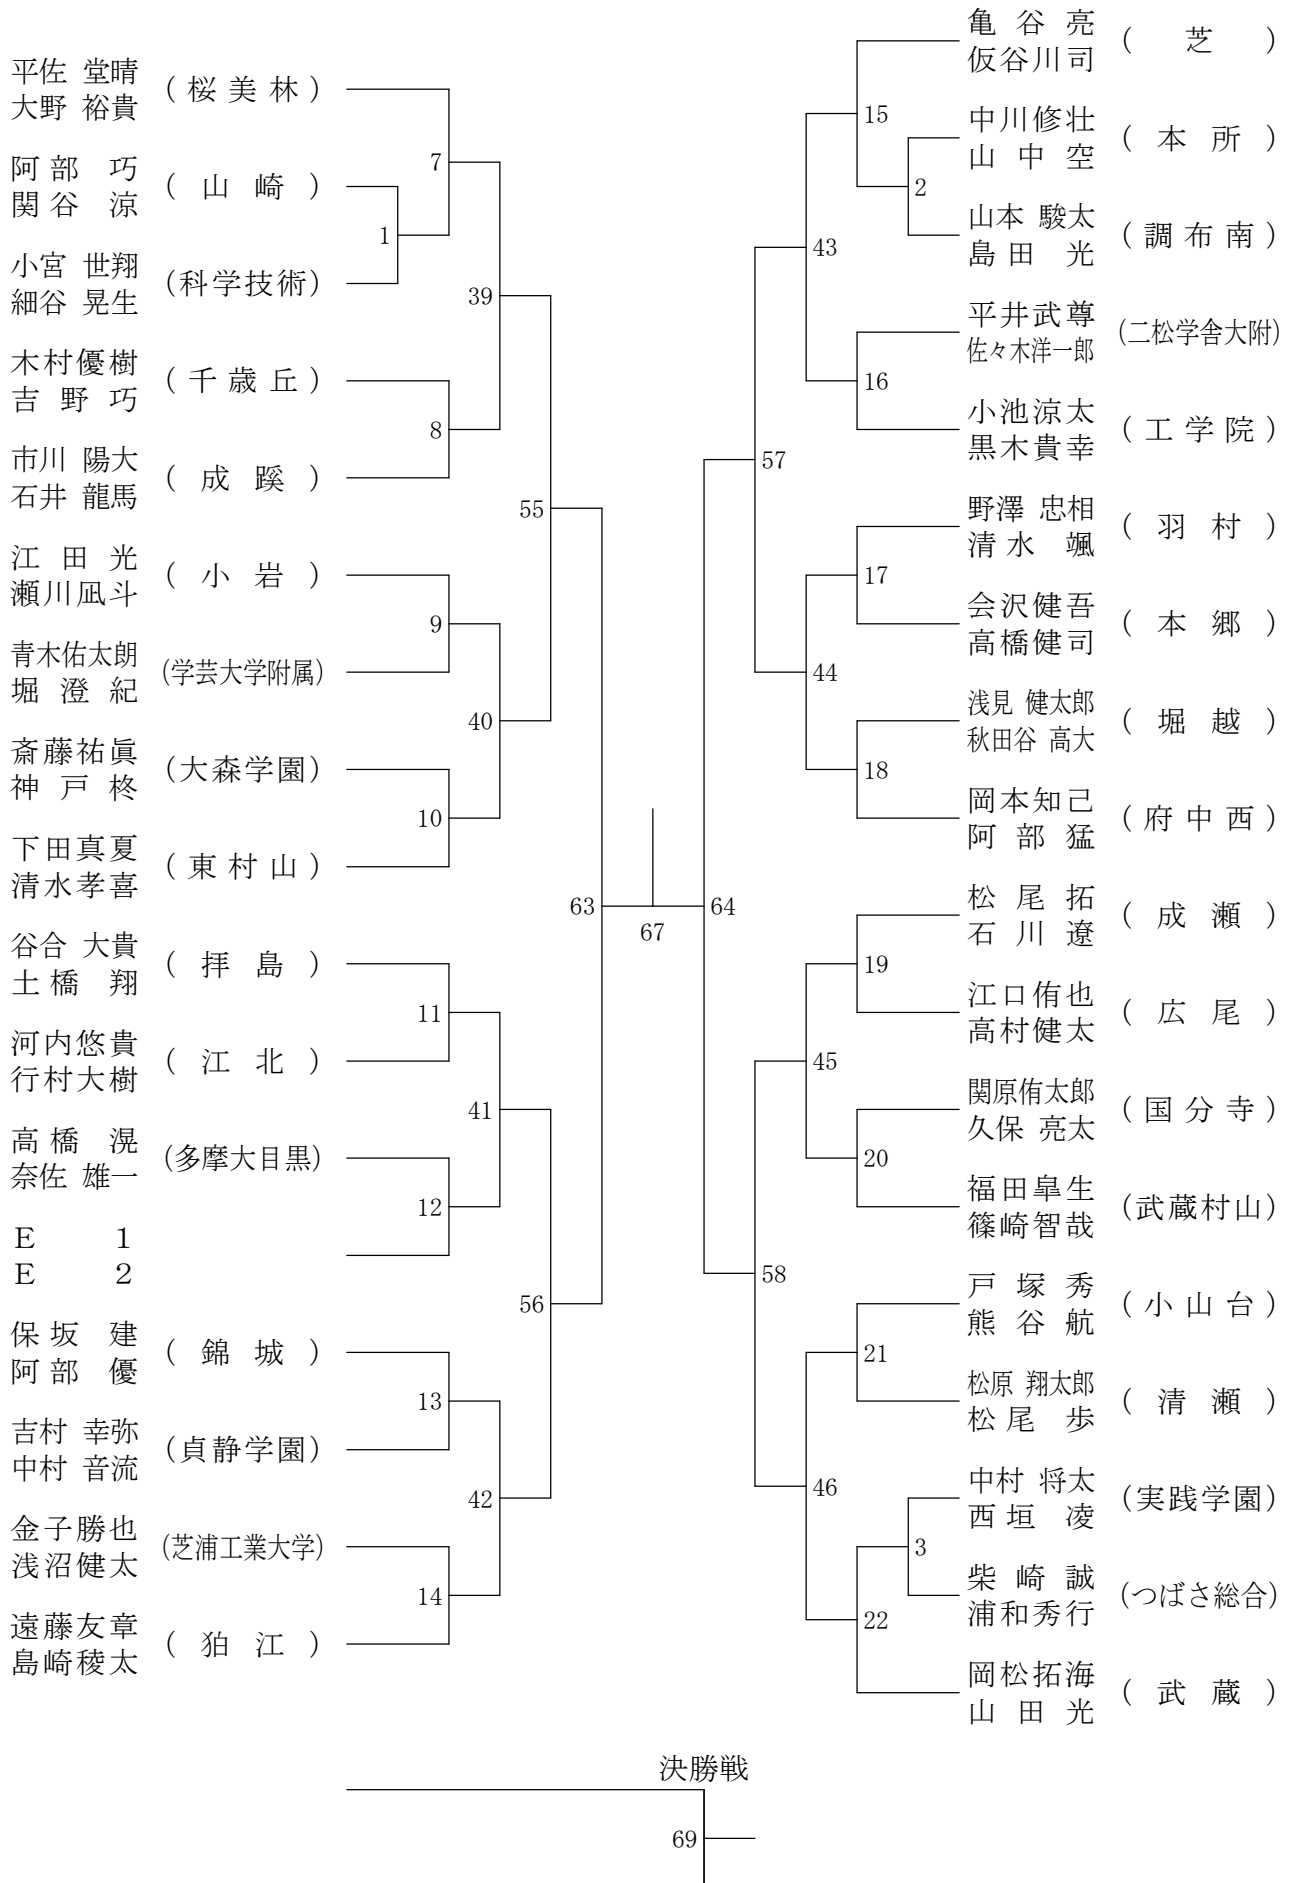 平佐 堂晴
大野 裕貴
(桜美林)
阿部 巧
関谷 涼
(山崎)
小宮 世翔
細谷 晃生
(科学技術)
木村優樹
吉野巧
(千歳丘)
市川 陽大
石井 龍馬
(成蹊)
江田光
瀬川凪斗
(小岩)
青木佑太朗
堀澄紀
(学芸大学附属)
斎藤祐眞
神戸柊
(大森学園)
下田真夏
清水孝喜
(東村山)
谷合 大貴
土橋 翔
(拝島)
河内悠貴
行村大樹
(江北)
高橋 滉
奈佐 雄一
(多摩大目黒)
E 1
E 2
保坂 建
阿部 優
(錦城)
吉村 幸弥
中村 音流
(貞静学園)
金子勝也
浅沼健太
(芝浦工業大学)
遠藤友章
島崎稜太
(狛江)
1
7
8
9
10
11
12
13
14
39
40
41
42
55
56
63
67
64
57
58
43
44
45
46
15
16
17
18
19
20
21
22
2
3
亀谷亮
仮谷川司
(芝)
中川修壮
山中空
(本所)
山本 駿太
島田 光
(調布南)
平井武尊
佐々木洋一郎
(二松学舎大附)
小池涼太
黒木貴幸
(工学院)
野澤 忠相
清水 颯
(羽村)
会沢健吾
高橋健司
(本郷)
浅見 健太郎
秋田谷 高大
(堀越)
岡本知己
阿部猛
(府中西)
松尾拓
石川遼
(成瀬)
江口侑也
高村健太
(広尾)
関原侑太郎
久保 亮太
(国分寺)
福田皐生
篠崎智哉
(武蔵村山)
戸塚秀
熊谷航
(小山台)
松原 翔太郎
松尾 歩
(清瀬)
中村 将太
西垣 凌
(実践学園)
柴崎誠
浦和秀行
(つばさ総合)
岡松拓海
山田光
(武蔵)
決勝戦
69